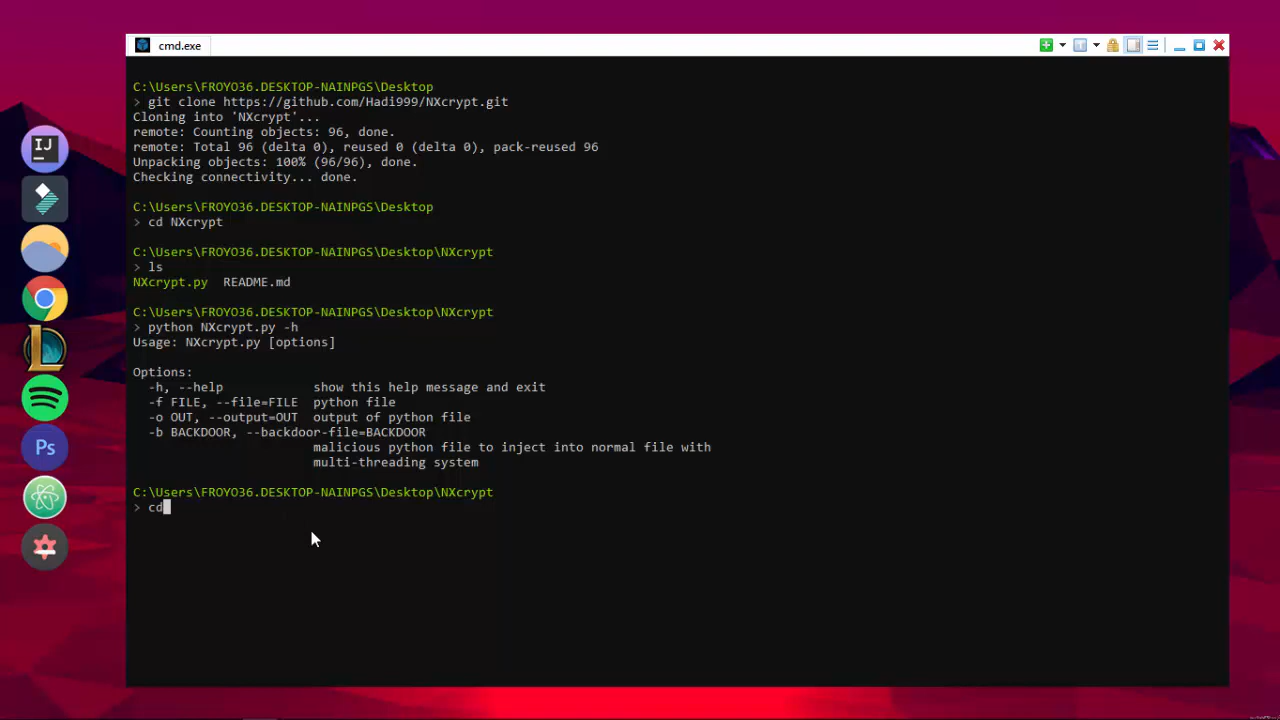 cmd.exe
C:\Users\FROYO36.DESKTOP-NAINPGS\Desktop
> git clone https://github.com/Hadi999/NXcrypt.git
Cloning into 'NXcrypt'...
remote: Counting objects: 96, done.
remote: Total 96 (delta 0), reused 0 (delta 0), pack-reused 96
Unpacking objects: 100% (96/96), done.
Checking connectivity... done.
C:\Users\FROYO36.DESKTOP-NAINPGS\Desktop
> cd NXcrypt
C:\Users\FROYO36.DESKTOP-NAINPGS\Desktop\NXcrypt
> ls
NXcrypt.py  README.md
C:\Users\FROYO36.DESKTOP-NAINPGS\Desktop\NXcrypt
> python NXcrypt.py -h
Usage: NXcrypt.py [options]
Options:
-h, --help            show this help message and exit
-f FILE, --file=FILE  python file
-o OUT, --output=OUT  output of python file
-b BACKDOOR, --backdoor-file=BACKDOOR
malicious python file to inject into normal file with
multi-threading system
C:\Users\FROYO36.DESKTOP-NAINPGS\Desktop\NXcrypt
> cd
IJ
Ps